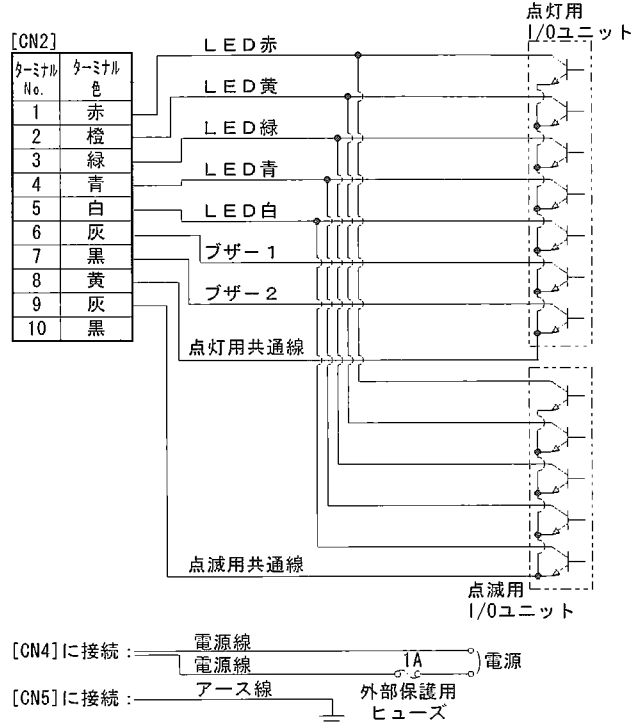 点灯用
I/Oユニット
[CN2]
ターミナル No. ターミナル 色
1 赤
2 橙
3 緑
4 青
5 白
6 灰
7 黒
8 黄
9 灰
10 黒
LED赤
LED黄
LED緑
LED青
LED白
ブザー1
ブザー2
点灯用共通線
点滅用共通線
点滅用
I/Oユニット
[CN4]に接続:
電源線
電源線
1A
電源
外部保護用
ヒューズ
[CN5]に接続:
アース線